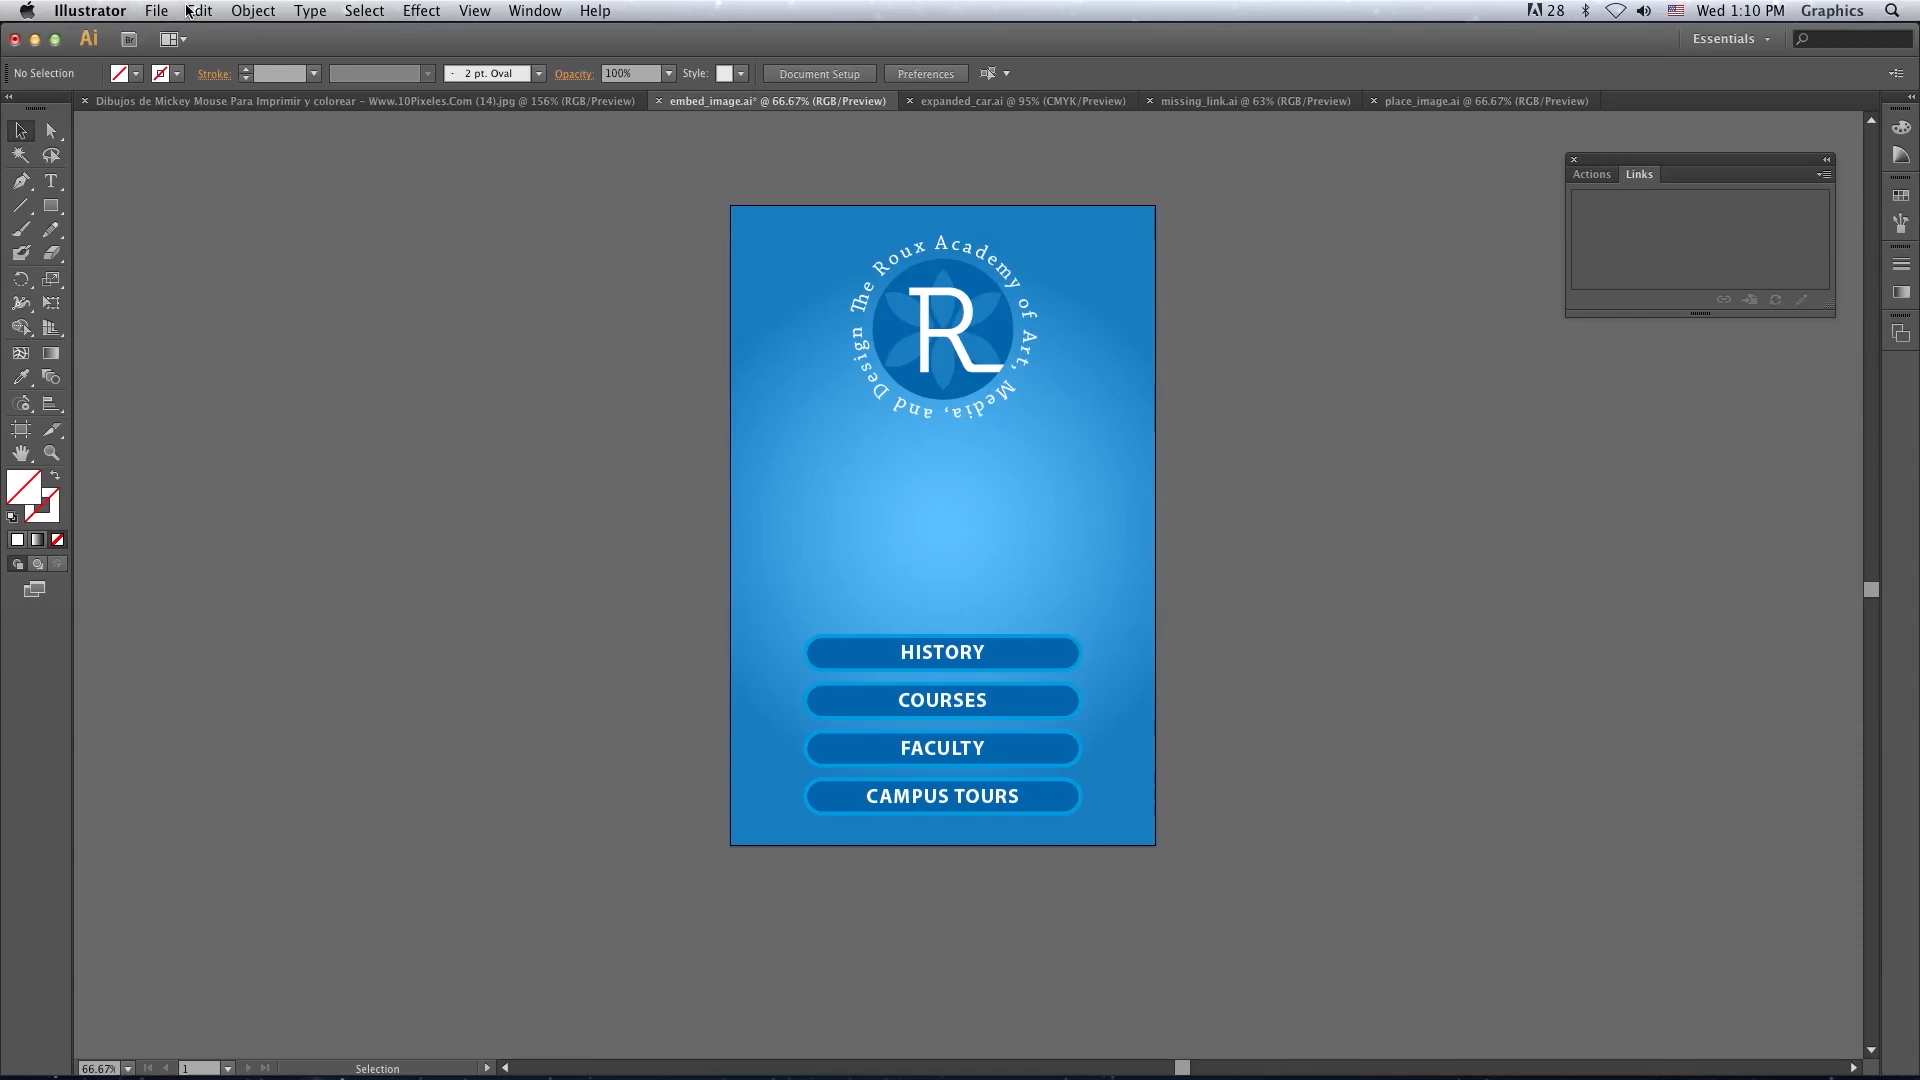 Illustrator File Edit Object Type Select Effect View Window Help 28 Wed 1:10 PM Graphics
Ai Br Essentials
No Selection Stroke: 2 pt. Oval Opacity: 100% Style: Document Setup Preferences
Dibujos de Mickey Mouse Para Imprimir y colorear - Www.10Pixeles.Com (14).jpg @ 156% (RGB/Preview) embed_image.ai* @ 66.67% (RGB/Preview) expanded_car.ai @ 95% (CMYK/Preview) missing_link.ai @ 63% (RGB/Preview) place_image.ai @ 66.67% (RGB/Preview)
Actions Links
The Roux Academy of Art, Media, and Design
R
HISTORY
COURSES
FACULTY
CAMPUS TOURS
66.67% 1 Selection